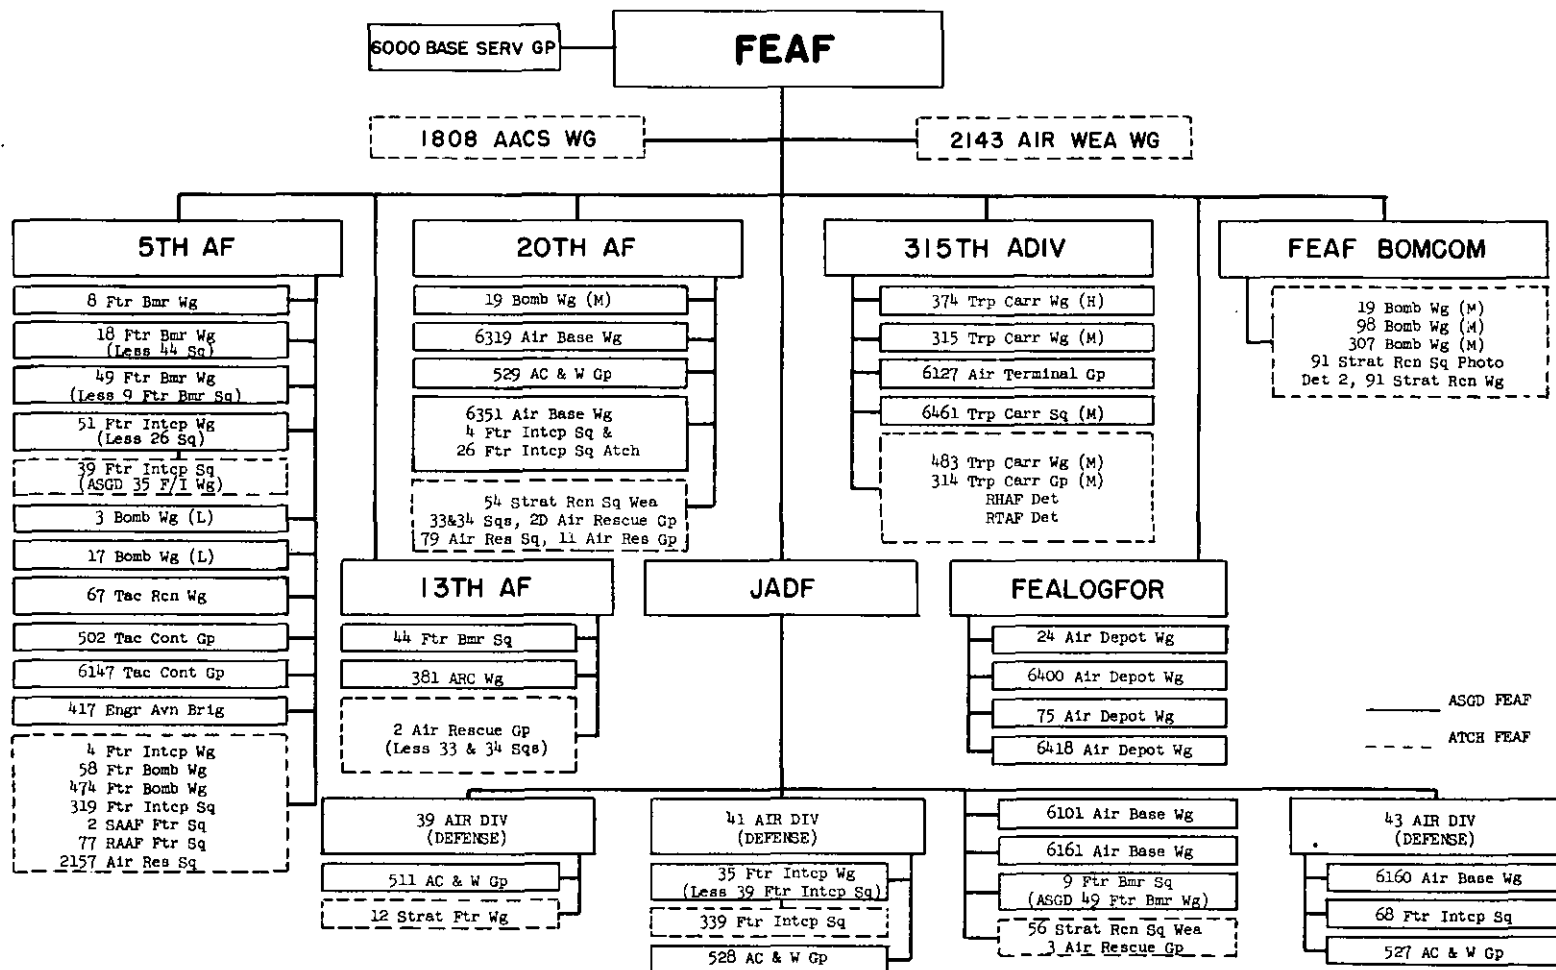 6000 BASE SERV GP
FEAF
1808 AACS WG
2143 AIR WEA WG
5TH AF
8 Ftr Bmr Wg
18 Ftr Bmr Wg
(Less 44 Sq)
49 Ftr Bmr Wg
(Less 9 Ftr Bmr Sq)
51 Ftr Intcp Wg
(Less 26 Sq)
39 Ftr Intcp Sq
(ASGD 35 F/I Wg)
3 Bomb Wg (L)
17 Bomb Wg (L)
67 Tac Rcn Wg
502 Tac Cont Gp
6147 Tac Cont Gp
417 Engr Avn Brig
4 Ftr Intcp Wg
58 Ftr Bomb Wg
474 Ftr Bomb Wg
319 Ftr Intcp Sq
2 SAAF Ftr Sq
77 RAAF Ftr Sq
2157 Air Res Sq
20TH AF
19 Bomb Wg (M)
6319 Air Base Wg
529 AC & W Gp
6351 Air Base Wg
4 Ftr Intcp Sq &
26 Ftr Intcp Sq Atch
54 Strat Rcn Sq Wea
33&34 Sqs, 2D Air Rescue Gp
79 Air Res Sq, 11 Air Res Gp
315TH ADIV
374 Trp Carr Wg (H)
315 Trp Carr Wg (M)
6127 Air Terminal Gp
6461 Trp Carr Sq (M)
483 Trp Carr Wg (M)
314 Trp Carr Gp (M)
RHAF Det
RTAF Det
FEAF BOMCOM
19 Bomb Wg (M)
98 Bomb Wg (M)
307 Bomb Wg (M)
91 Strat Rcn Sq Photo
Det 2, 91 Strat Rcn Wg
13TH AF
44 Ftr Bmr Sq
381 ARC Wg
2 Air Rescue Gp
(Less 33 & 34 Sqs)
JADF
FEALOGFOR
24 Air Depot Wg
6400 Air Depot Wg
75 Air Depot Wg
6418 Air Depot Wg
ASGD FEAF
ATCH FEAF
39 AIR DIV
(DEFENSE)
511 AC & W Gp
12 Strat Ftr Wg
41 AIR DIV
(DEFENSE)
35 Ftr Intcp Wg
(Less 39 Ftr Intcp Sq)
339 Ftr Intcp Sq
528 AC & W Gp
6101 Air Base Wg
6161 Air Base Wg
9 Ftr Bmr Sq
(ASGD 49 Ftr Bmr Wg)
56 Strat Rcn Sq Wea
3 Air Rescue Gp
43 AIR DIV
(DEFENSE)
6160 Air Base Wg
68 Ftr Intcp Sq
527 AC & W Gp